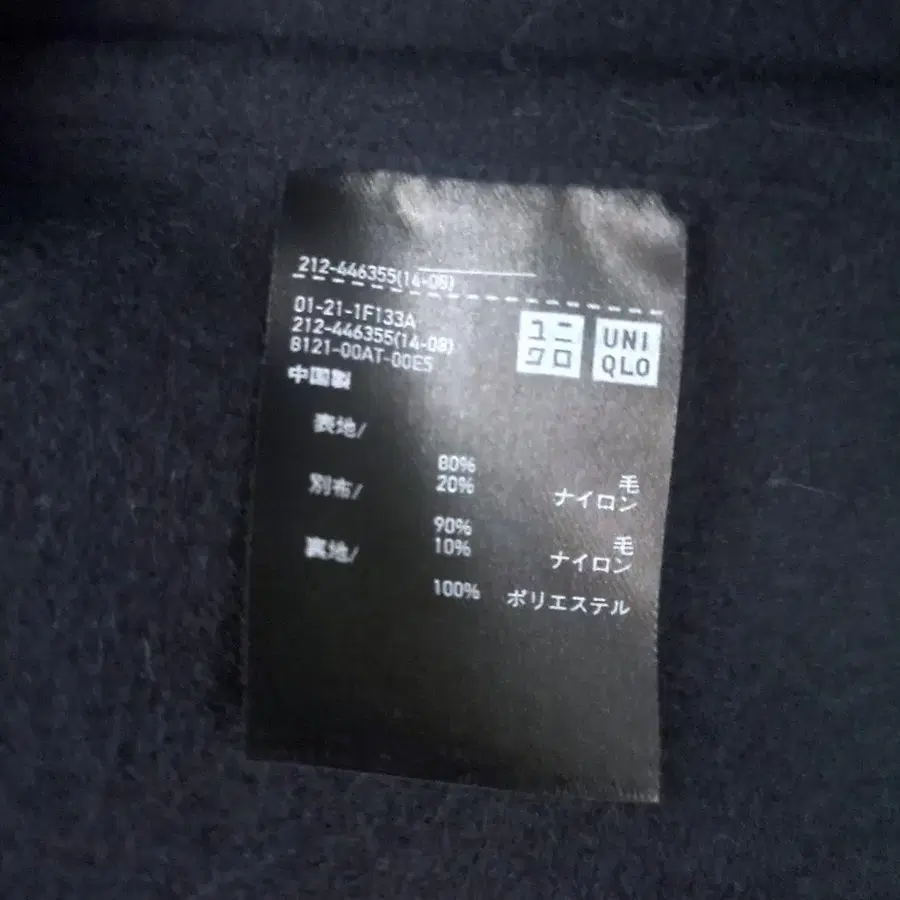 212-446355(14-08)
01-21-1F133A
212-446355(14-08)
8121-00AT-00E5
中国製
ユニ
クロ
UNI
QLO
表地/
80% 毛
20% ナイロン
別布/
90% 毛
10% ナイロン
裏地/
100% ポリエステル